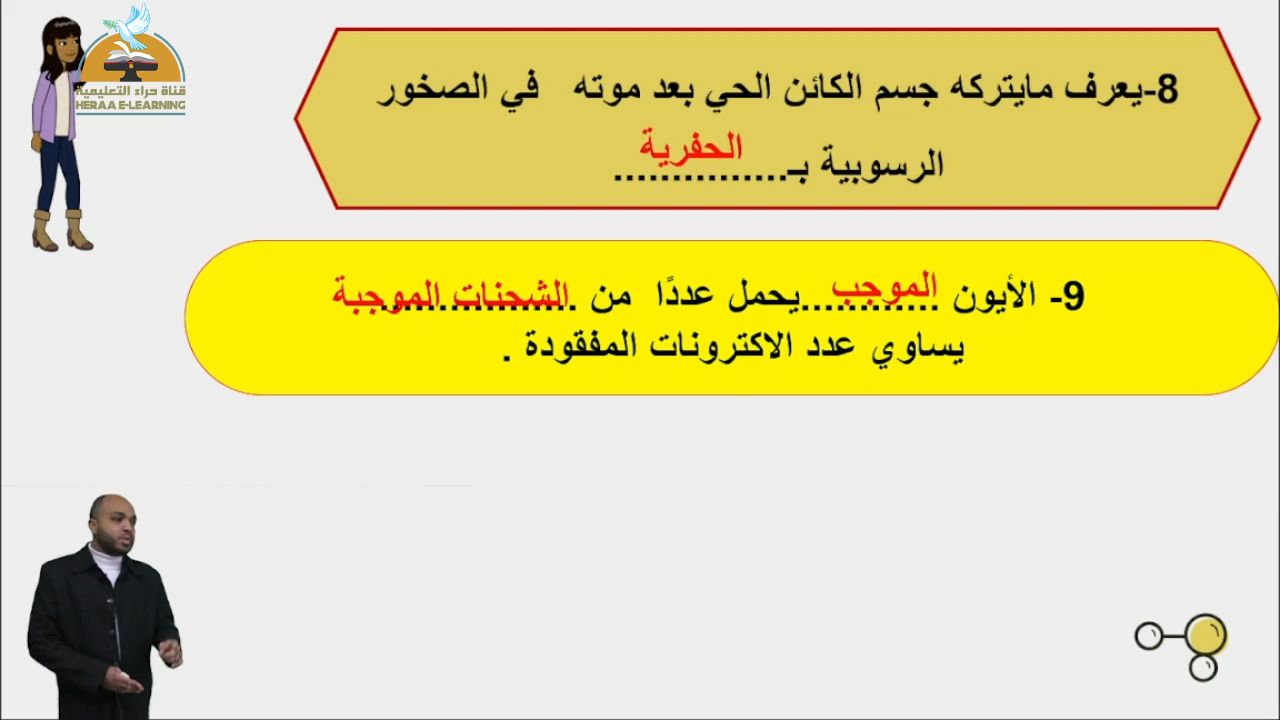 قناة حراء التعليمية
HERAA E-LEARNING
8-يعرف مايتركه جسم الكائن الحي بعد موته في الصخور
الرسوبية بـ............... الحفرية
9- الأيون ............ الموجب يحمل عددًا من ................. الشحنات الموجبة
يساوي عدد الاكترونات المفقودة .